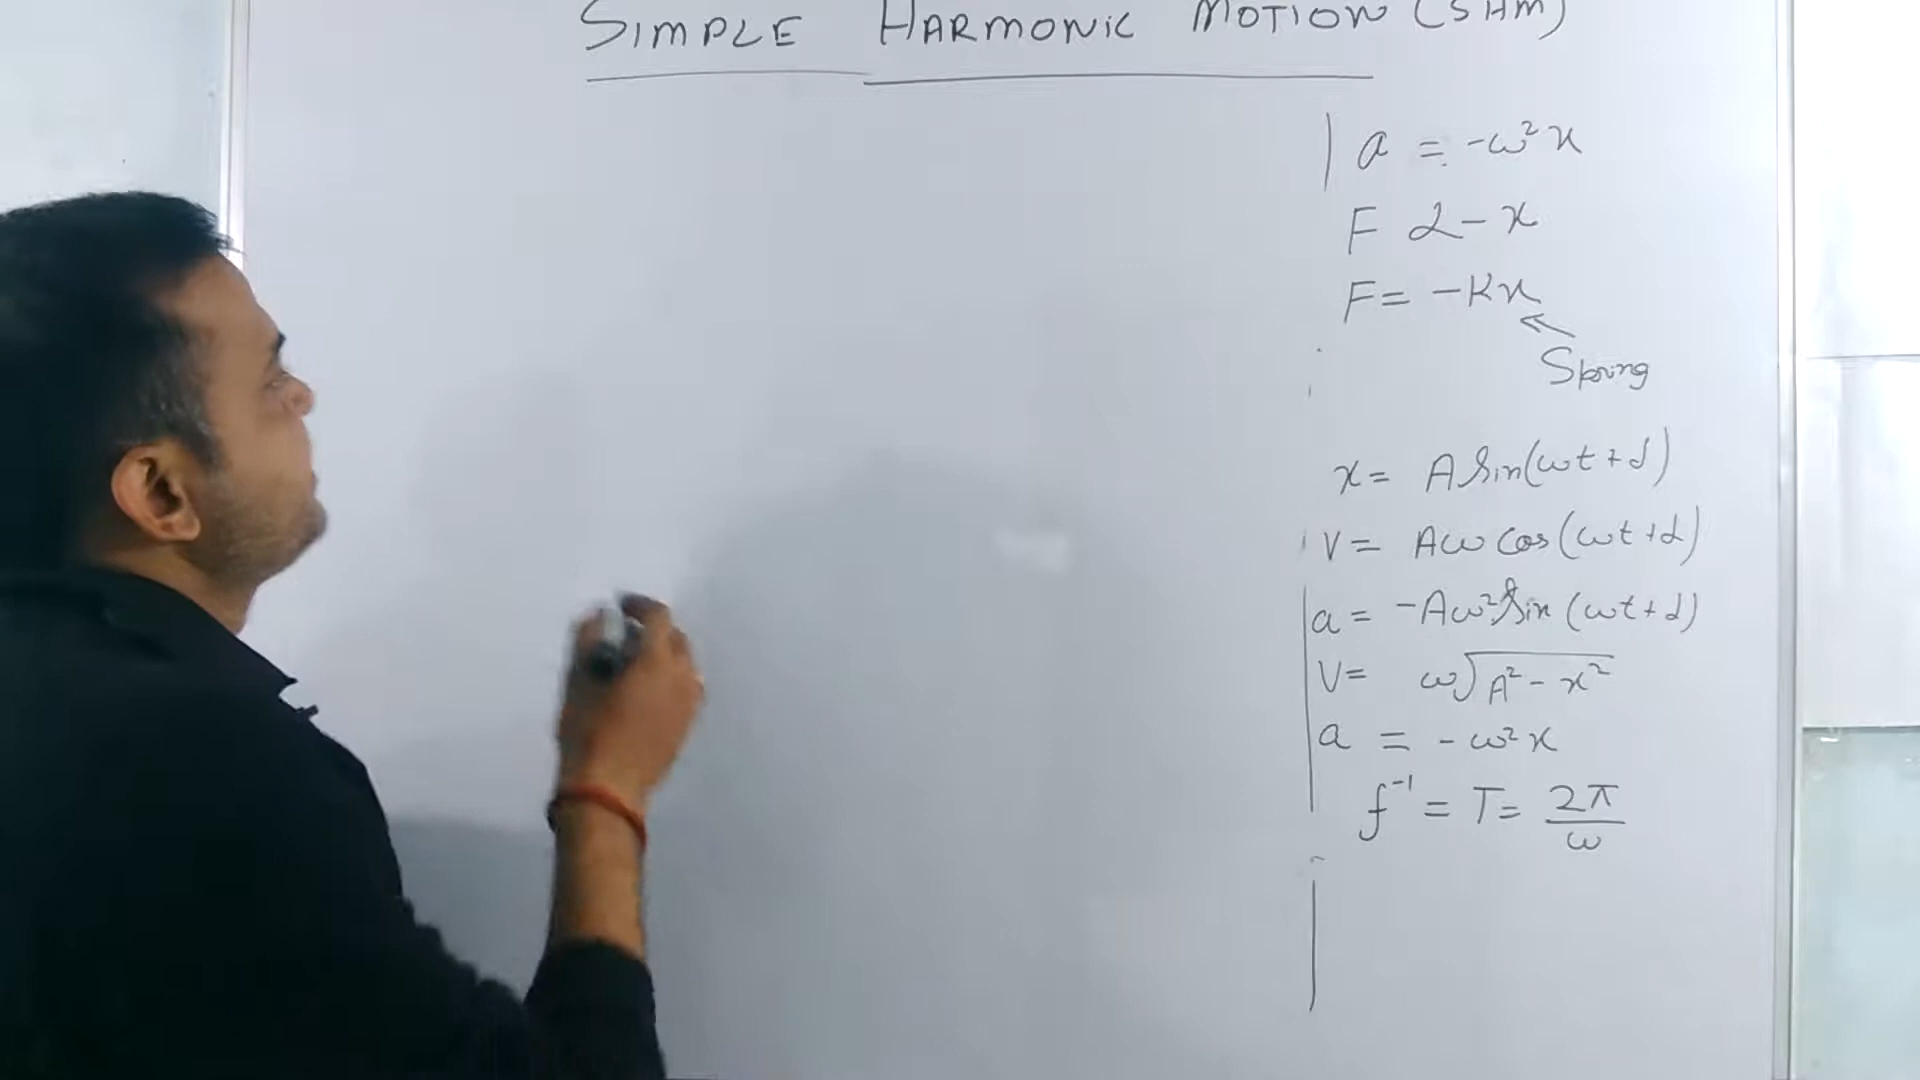 SIMPLE HARMONIC MOTION (SHM)
a = -ω²x
F α - x
F = -Kx
Spring
x = A Sin(ωt + δ)
V = Aω Cos(ωt + α)
a = -Aω² Sin (ωt + α)
V = ω√(A² - x²)
a = - ω²x
f⁻¹ = T = 2π/ω